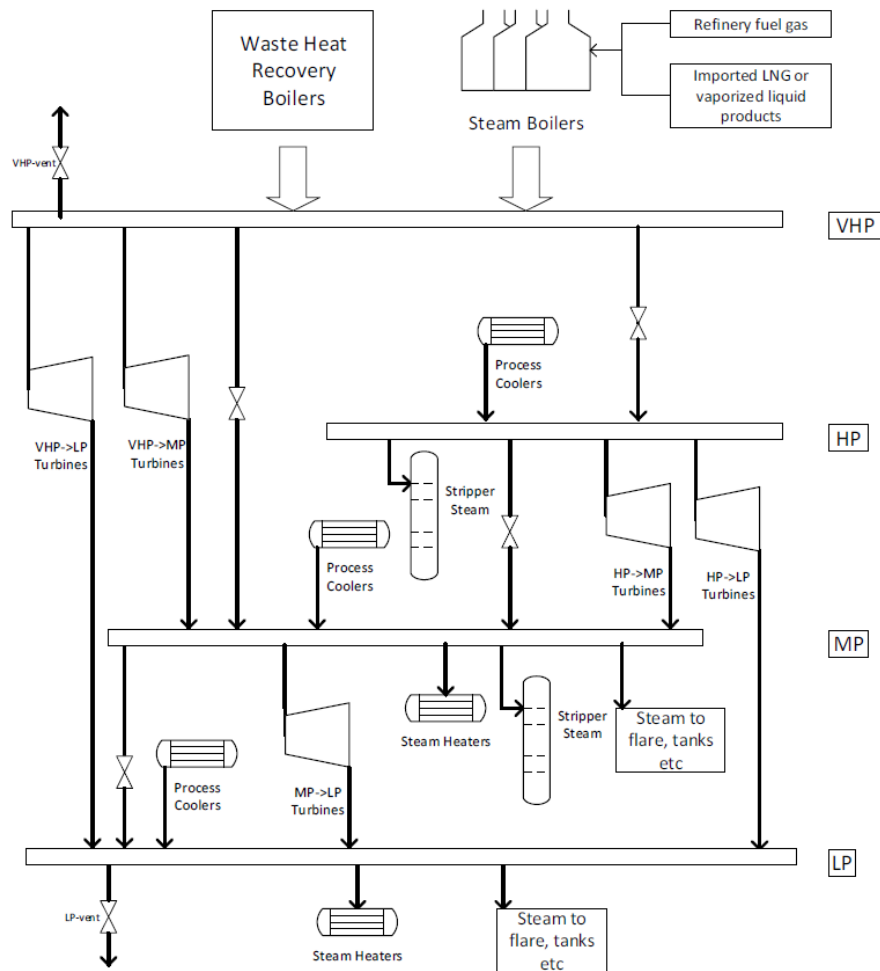 Waste Heat
Recovery
Boilers
Steam Boilers
Refinery fuel gas
Imported LNG or
vaporized liquid
products
VHP-vent
VHP
Process
Coolers
VHP->LP
Turbines
VHP->MP
Turbines
HP
Stripper
Steam
Process
Coolers
HP->MP
Turbines
HP->LP
Turbines
MP
Process
Coolers
MP->LP
Turbines
Steam Heaters
Stripper
Steam
Steam to
flare, tanks
etc
LP
LP-vent
Steam Heaters
Steam to
flare, tanks
etc